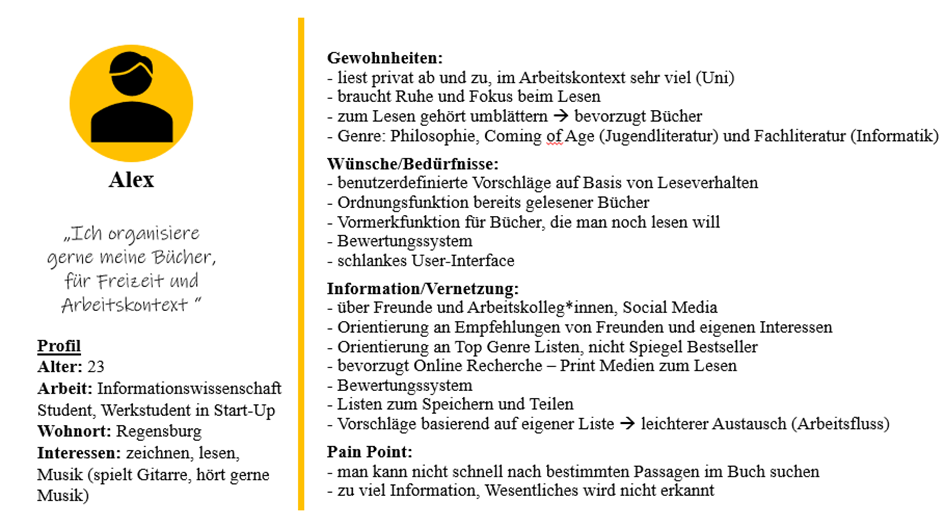 Alex
„Ich organisiere
gerne meine Bücher,
für Freizeit und
Arbeitskontext “
Profil
Alter: 23
Arbeit: Informationswissenschaft
Student, Werkstudent in Start-Up
Wohnort: Regensburg
Interessen: zeichnen, lesen,
Musik (spielt Gitarre, hört gerne
Musik)
Gewohnheiten:
- liest privat ab und zu, im Arbeitskontext sehr viel (Uni)
- braucht Ruhe und Fokus beim Lesen
- zum Lesen gehört umblättern → bevorzugt Bücher
- Genre: Philosophie, Coming of Age (Jugendliteratur) und Fachliteratur (Informatik)
Wünsche/Bedürfnisse:
- benutzerdefinierte Vorschläge auf Basis von Leseverhalten
- Ordnungsfunktion bereits gelesener Bücher
- Vormerkfunktion für Bücher, die man noch lesen will
- Bewertungssystem
- schlankes User-Interface
Information/Vernetzung:
- über Freunde und Arbeitskolleg*innen, Social Media
- Orientierung an Empfehlungen von Freunden und eigenen Interessen
- Orientierung an Top Genre Listen, nicht Spiegel Bestseller
- bevorzugt Online Recherche – Print Medien zum Lesen
- Bewertungssystem
- Listen zum Speichern und Teilen
- Vorschläge basierend auf eigener Liste → leichterer Austausch (Arbeitsfluss)
Pain Point:
- man kann nicht schnell nach bestimmten Passagen im Buch suchen
- zu viel Information, Wesentliches wird nicht erkannt